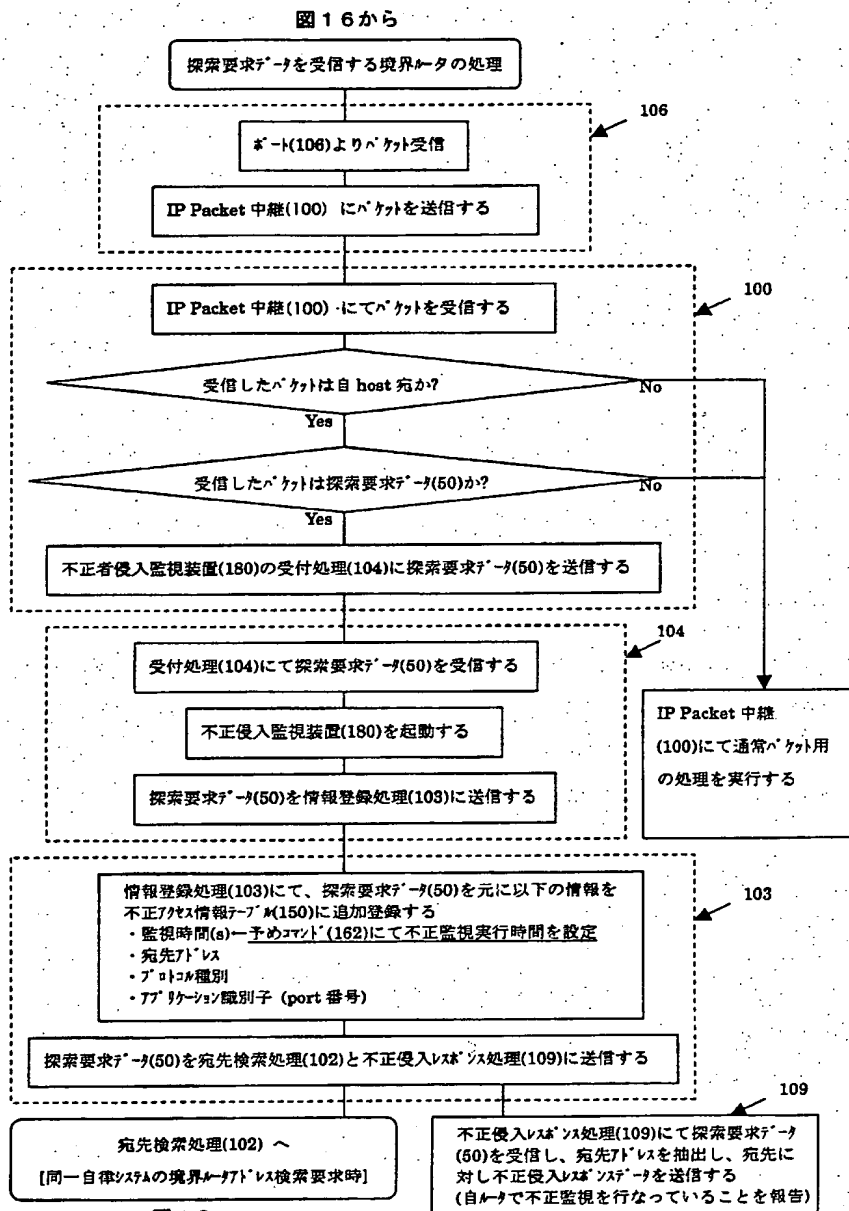 図16から
探索要求データを受信する境界ルータの処理
106
ポート(106)よりパケット受信
IP Packet 中継(100) にパケットを送信する
100
IP Packet 中継(100) にてパケットを受信する
受信したパケットは自 host 宛か?
No
Yes
受信したパケットは探索要求データ(50)か?
No
Yes
不正者侵入監視装置(180)の受付処理(104)に探索要求データ(50)を送信する
104
受付処理(104)にて探索要求データ(50)を受信する
不正侵入監視装置(180)を起動する
探索要求データ(50)を情報登録処理(103)に送信する
IP Packet 中継
(100)にて通常パケット用
の処理を実行する
103
情報登録処理(103)にて、探索要求データ(50)を元に以下の情報を
不正アクセス情報テーブル(150)に追加登録する
・監視時間(s)←予めコマンド(162)にて不正監視実行時間を設定
・宛先アドレス
・プロトコル種別
・アプリケーション識別子 (port 番号)
探索要求データ(50)を宛先検索処理(102)と不正侵入レスポンス処理(109)に送信する
109
宛先検索処理(102) へ
[同一自律システムの境界ルータアドレス検索要求時]
不正侵入レスポンス処理(109)にて探索要求データ
(50)を受信し、宛先アドレスを抽出し、宛先に
対し不正侵入レスポンスデータを送信する
(自ルータで不正監視を行なっていることを報告)